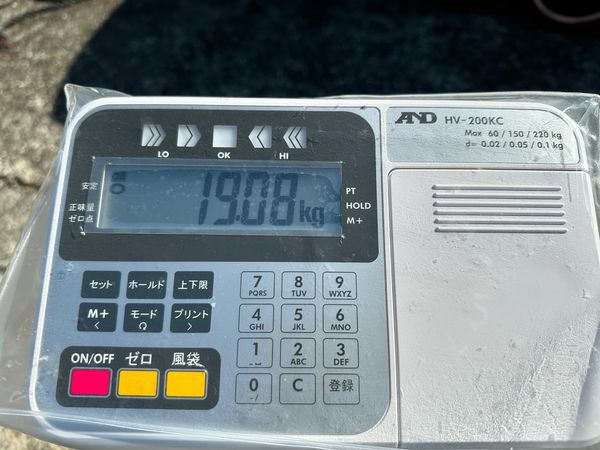 AND HV-200KC
Max 60 / 150 / 220 kg
d= 0.02 / 0.05 / 0.1 kg
LO OK HI
安定
正味量
ゼロ点
19.08 kg
PT
HOLD
M+
セット ホールド 上下限
M+ モード プリント
ON/OFF ゼロ 風袋
7 8 9
PQRS TUV WXYZ
4 5 6
GHI JKL MNO
1 2 3
ABC DEF
0 C 登録
-/